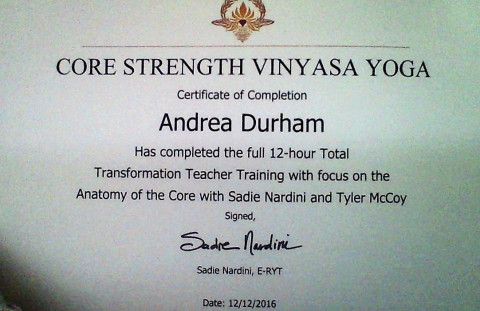 CORE STRENGTH VINYASA YOGA
Certificate of Completion
Andrea Durham
Has completed the full 12-hour Total
Transformation Teacher Training with focus on the
Anatomy of the Core with Sadie Nardini and Tyler McCoy
Signed,
Sadie Nardini
Sadie Nardini, E-RYT
Date: 12/12/2016